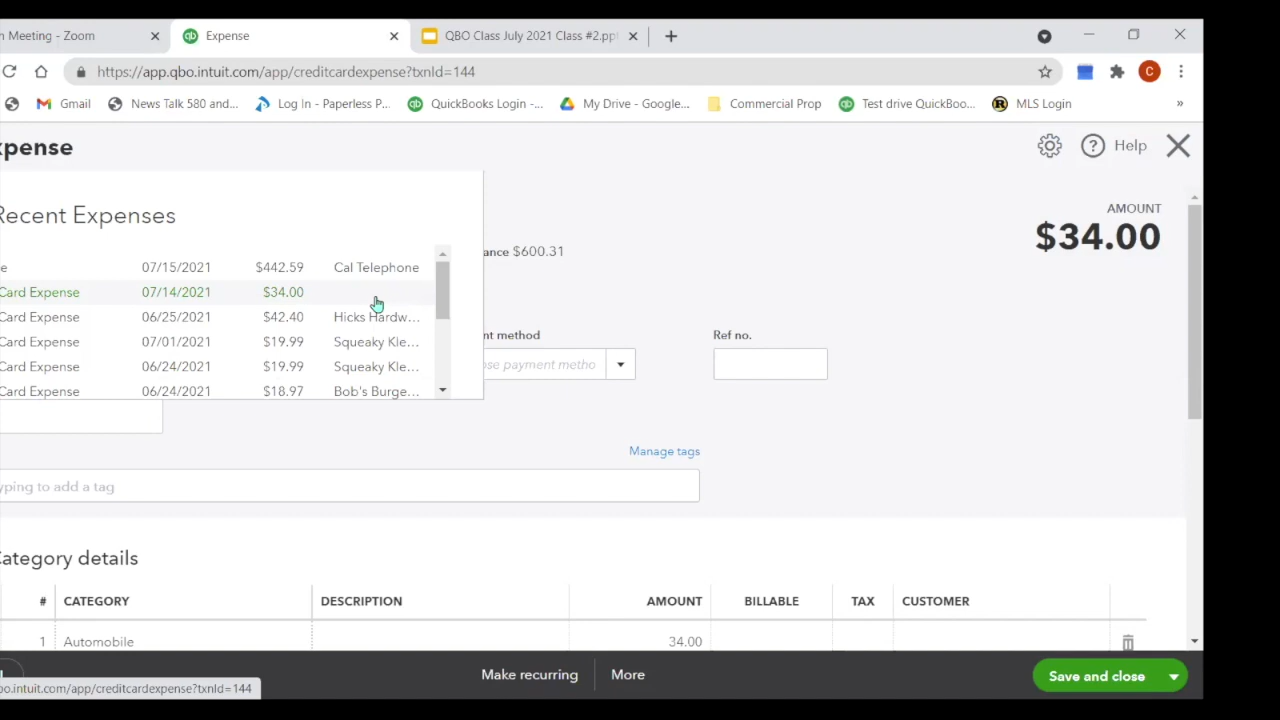 n Meeting - Zoom
Expense
QBO Class July 2021 Class #2.ppt
https://app.qbo.intuit.com/app/creditcardexpense?txnId=144
C
Gmail
News Talk 580 and...
Log In - Paperless P...
QuickBooks Login -...
My Drive - Google...
Commercial Prop
Test drive QuickBoo...
MLS Login
»
xpense
Help
Recent Expenses
AMOUNT
$34.00
ance $600.31
e 07/15/2021 $442.59 Cal Telephone
Card Expense 07/14/2021 $34.00
Card Expense 06/25/2021 $42.40 Hicks Hardw...
Card Expense 07/01/2021 $19.99 Squeaky Kle...
Card Expense 06/24/2021 $19.99 Squeaky Kle...
Card Expense 06/24/2021 $18.97 Bob's Burge...
nt method
Ref no.
ose payment metho
Manage tags
yping to add a tag
Category details
# CATEGORY DESCRIPTION AMOUNT BILLABLE TAX CUSTOMER
1 Automobile 34.00
Make recurring
More
Save and close
bo.intuit.com/app/creditcardexpense?txnId=144